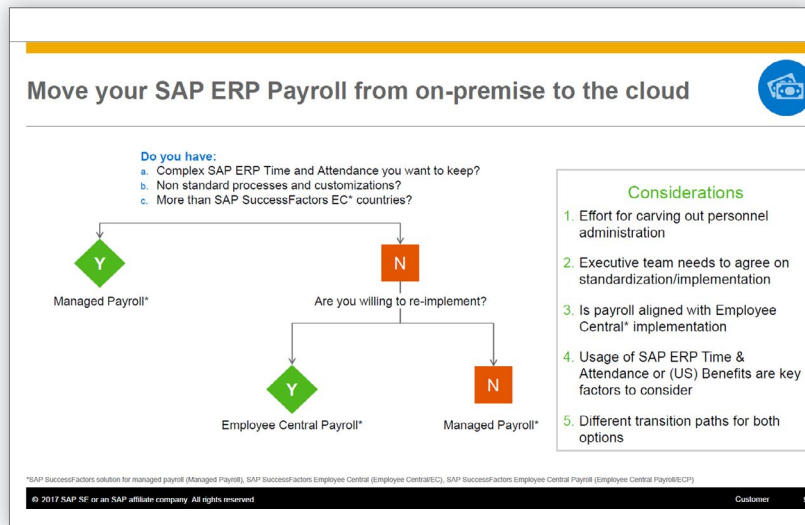 Move your SAP ERP Payroll from on-premise to the cloud
Do you have:
a. Complex SAP ERP Time and Attendance you want to keep?
b. Non standard processes and customizations?
c. More than SAP SuccessFactors EC* countries?
Y
N
Managed Payroll*
Are you willing to re-implement?
Y
N
Employee Central Payroll*
Managed Payroll*
Considerations
1. Effort for carving out personnel
administration
2. Executive team needs to agree on
standardization/implementation
3. Is payroll aligned with Employee
Central* implementation
4. Usage of SAP ERP Time &
Attendance or (US) Benefits are key
factors to consider
5. Different transition paths for both
options
*SAP SuccessFactors solution for managed payroll (Managed Payroll), SAP SuccessFactors Employee Central (Employee Central/EC), SAP SuccessFactors Employee Central Payroll (Employee Central Payroll/ECP)
© 2017 SAP SE or an SAP affiliate company. All rights reserved.
Customer